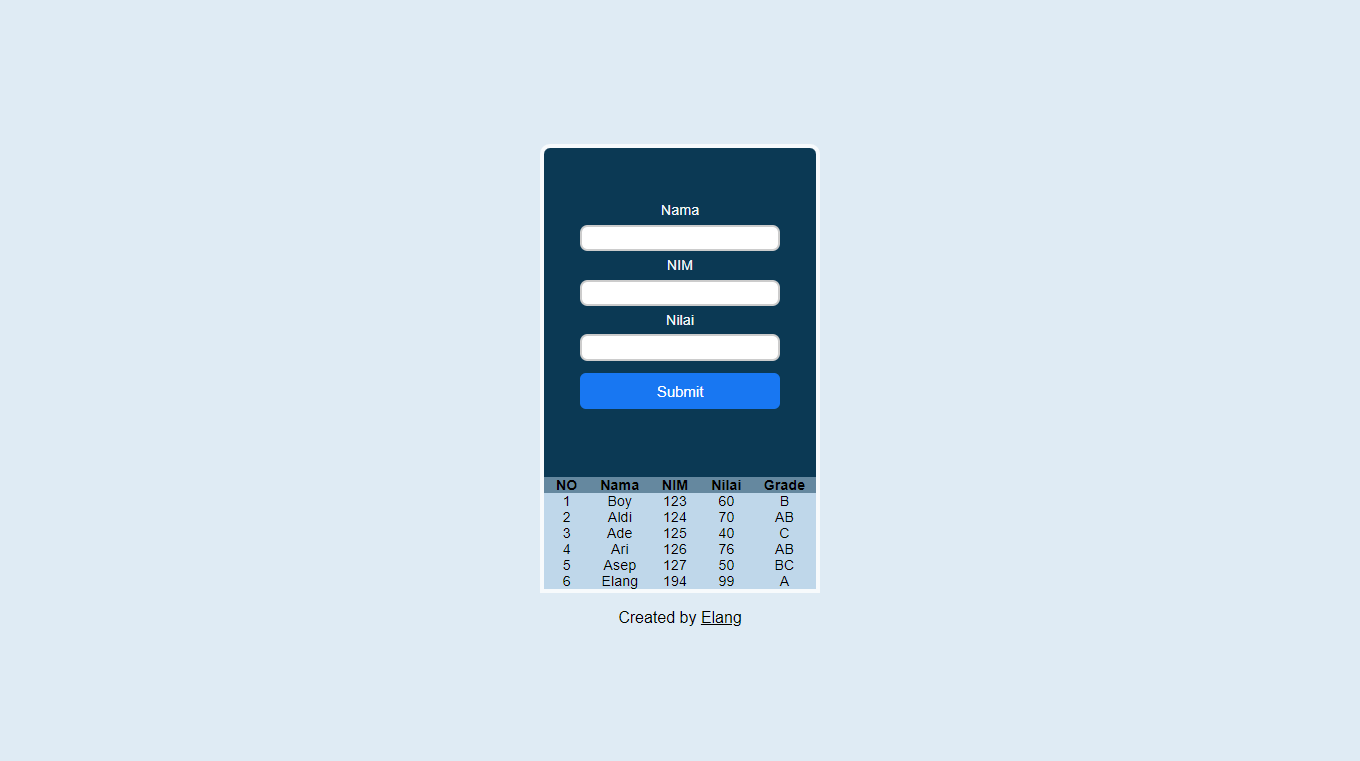 Nama
NIM
Nilai
Submit
NO Nama NIM Nilai Grade
1 Boy 123 60 B
2 Aldi 124 70 AB
3 Ade 125 40 C
4 Ari 126 76 AB
5 Asep 127 50 BC
6 Elang 194 99 A
Created by Elang